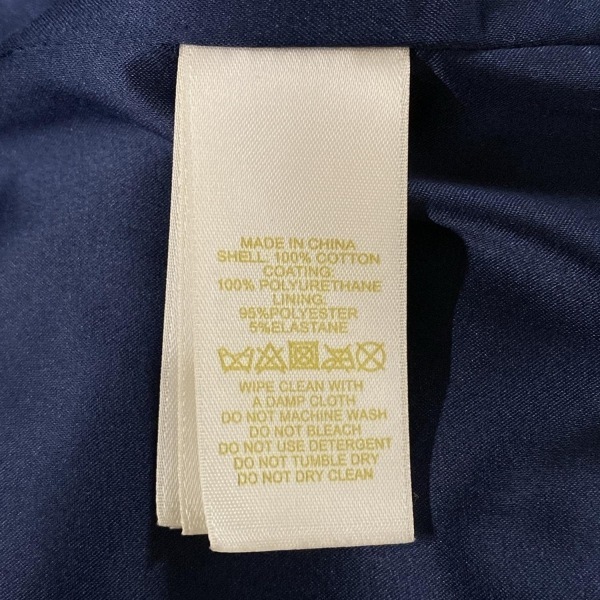 MADE IN CHINA
SHELL: 100% COTTON
COATING:
100% POLYURETHANE
LINING:
95%POLYESTER
5%ELASTANE
WIPE CLEAN WITH
A DAMP CLOTH
DO NOT MACHINE WASH
DO NOT BLEACH
DO NOT USE DETERGENT
DO NOT TUMBLE DRY
DO NOT DRY CLEAN